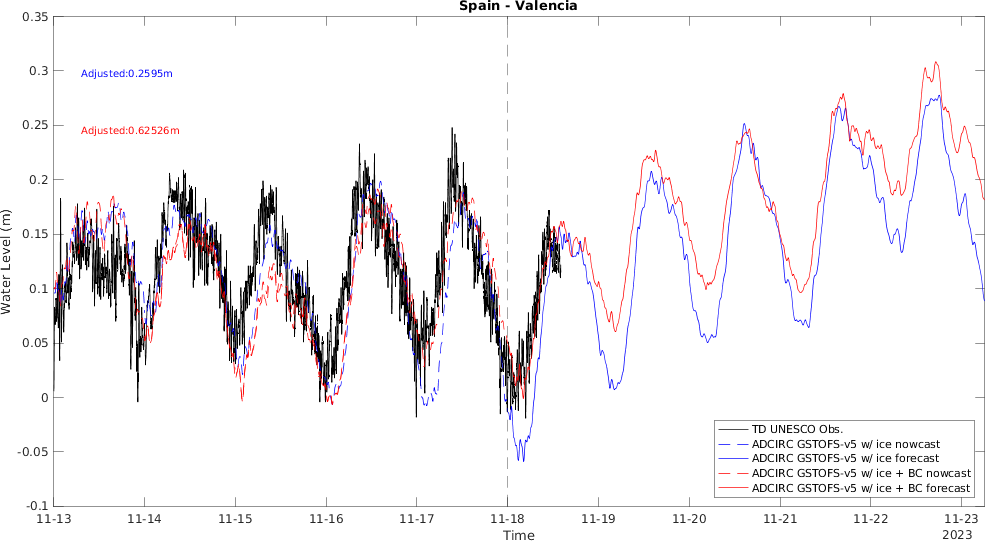 Spain - Valencia
0.35
0.3
0.25
0.2
0.15
0.1
0.05
0
-0.05
-0.1
Water Level (m)
Adjusted:0.2595m
Adjusted:0.62526m
TD UNESCO Obs.
ADCIRC GSTOFS-v5 w/ ice nowcast
ADCIRC GSTOFS-v5 w/ ice forecast
ADCIRC GSTOFS-v5 w/ ice + BC nowcast
ADCIRC GSTOFS-v5 w/ ice + BC forecast
11-13 11-14 11-15 11-16 11-17 11-18 11-19 11-20 11-21 11-22 11-23
Time
2023